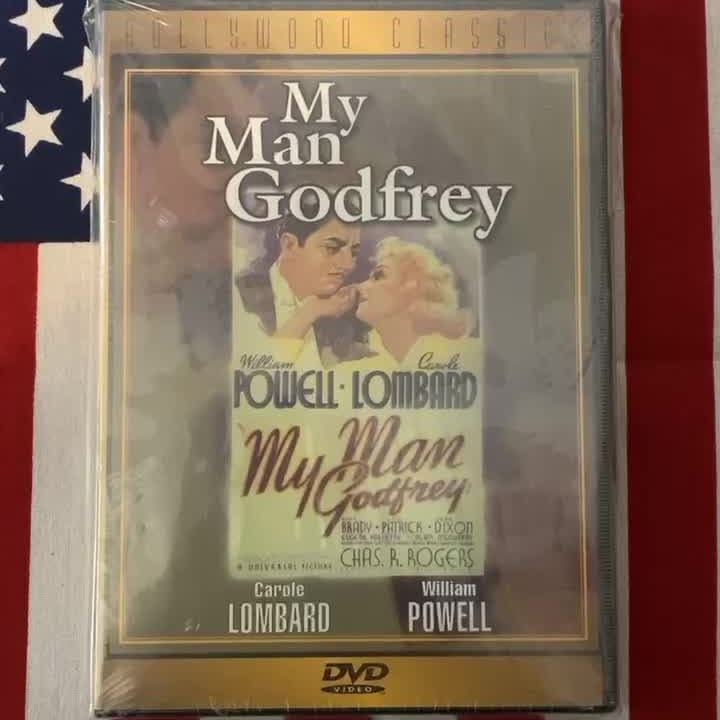 HOLLYWOOD CLASSICS
My
Man
Godfrey
William Carole
POWELL · LOMBARD
My Man
Godfrey
BRADY · PATRICK · DIXON
CHAS. R. ROGERS
A UNIVERSAL PICTURE
Carole William
LOMBARD POWELL
DVD
VIDEO